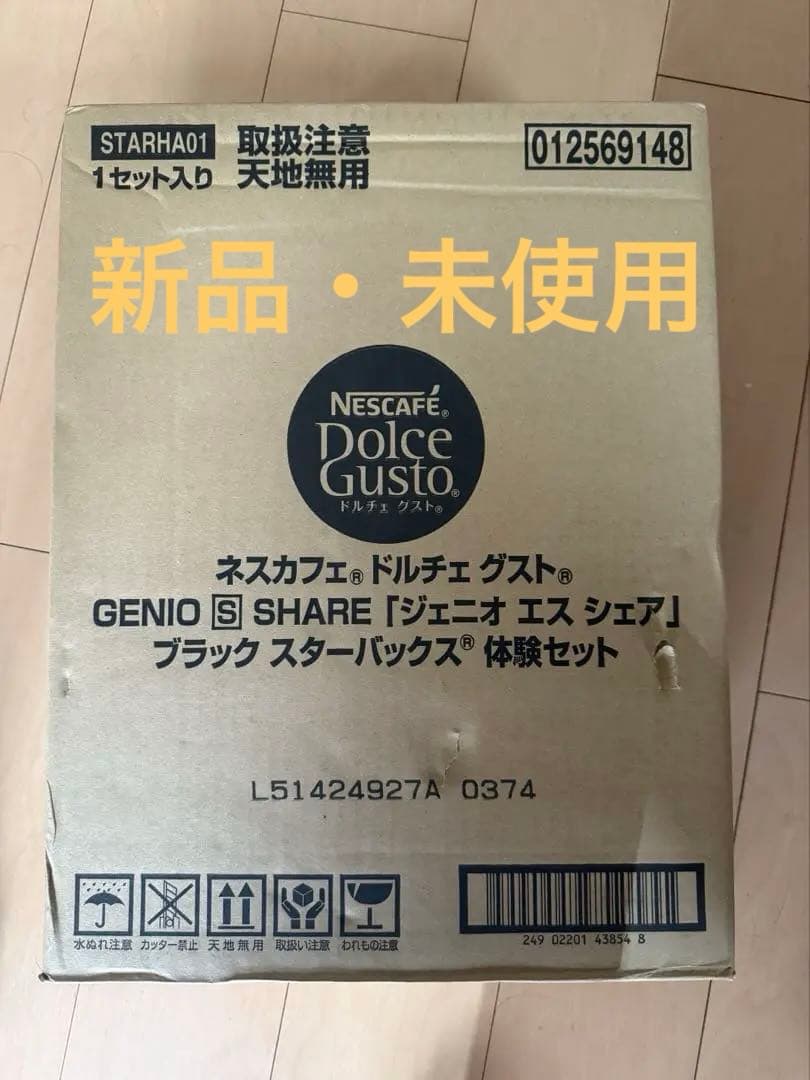 STARHA01 取扱注意 012569148
1セット入り 天地無用
新品・未使用
NESCAFÉ®
Dolce
Gusto®
ドルチェ グスト®
ネスカフェ® ドルチェ グスト®
GENIO S SHARE「ジェニオ エス シェア」
ブラック スターバックス® 体験セット
L51424927A 0374
水ぬれ注意 カッター禁止 天地無用 取扱い注意 われもの注意
249 02201 43854 8